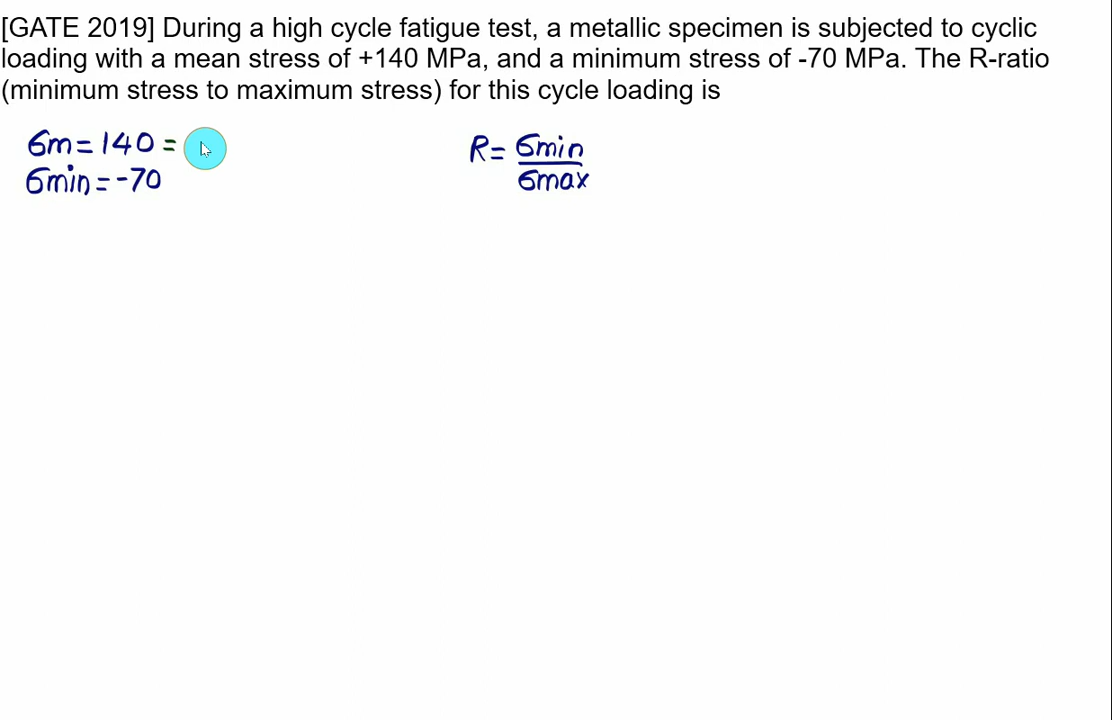 [GATE 2019] During a high cycle fatigue test, a metallic specimen is subjected to cyclic
loading with a mean stress of +140 MPa, and a minimum stress of -70 MPa. The R-ratio
(minimum stress to maximum stress) for this cycle loading is
σm = 140 =
σmin = -70
R = σmin
σmax